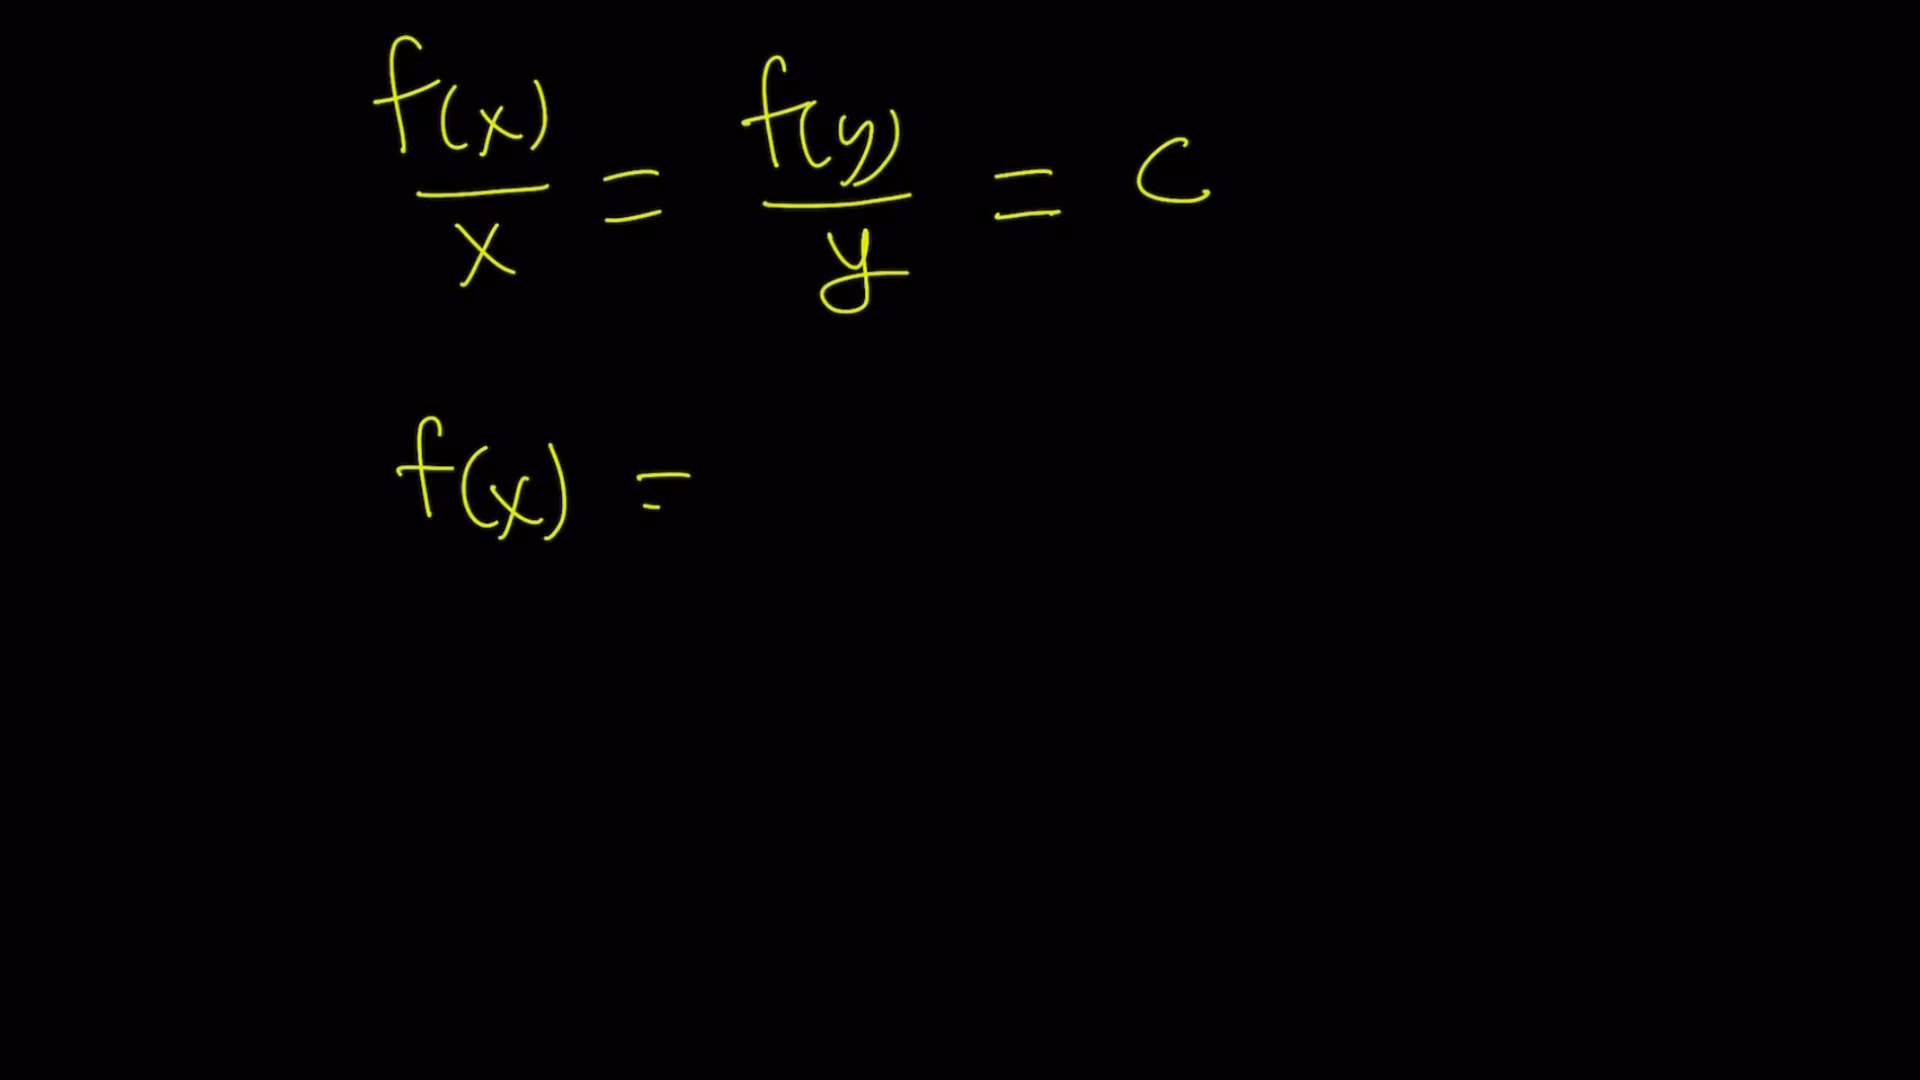 f(x)/x = f(y)/y = c
f(x) =